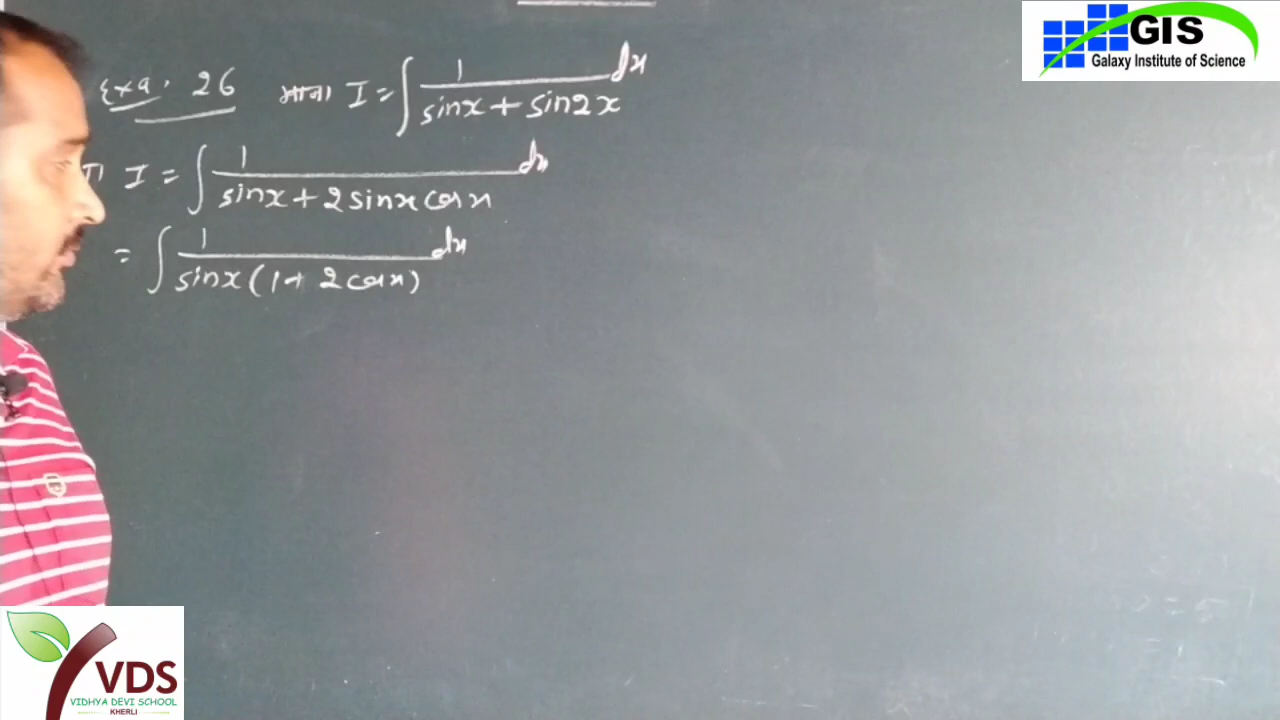 GIS
Galaxy Institute of Science
Exa. 26 माना I = ∫ 1/(sinx + sin2x) dx
I = ∫ 1/(sinx + 2sinx cosx) dx
= ∫ 1/(sinx(1+ 2cosx)) dx
VDS
VIDHYA DEVI SCHOOL
KHERLI